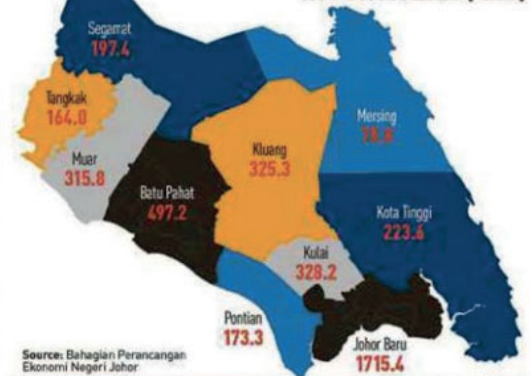 Segamat
197.4
Tangkak
164.0
Muar
315.8
Batu Pahat
497.2
Kluang
325.3
Mersing
Kota Tinggi
223.6
Kulai
328.2
Pontian
173.3
Johor Baru
1715.4
Source: Bahagian Perancangan
Ekonomi Negeri Johor